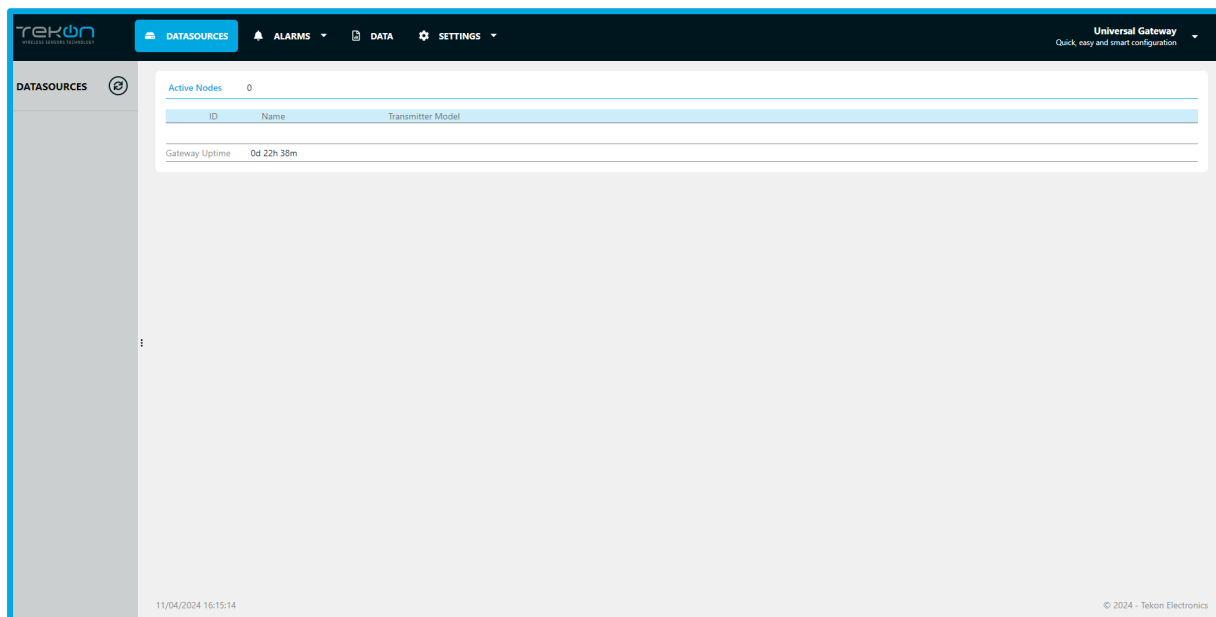 TEKON
WIRELESS SENSORS TECHNOLOGY
DATASOURCES ALARMS DATA SETTINGS
Universal Gateway
Quick, easy and smart configuration
DATASOURCES
Active Nodes 0
ID Name Transmitter Model
Gateway Uptime 0d 22h 38m
11/04/2024 16:15:14
© 2024 - Tekon Electronics